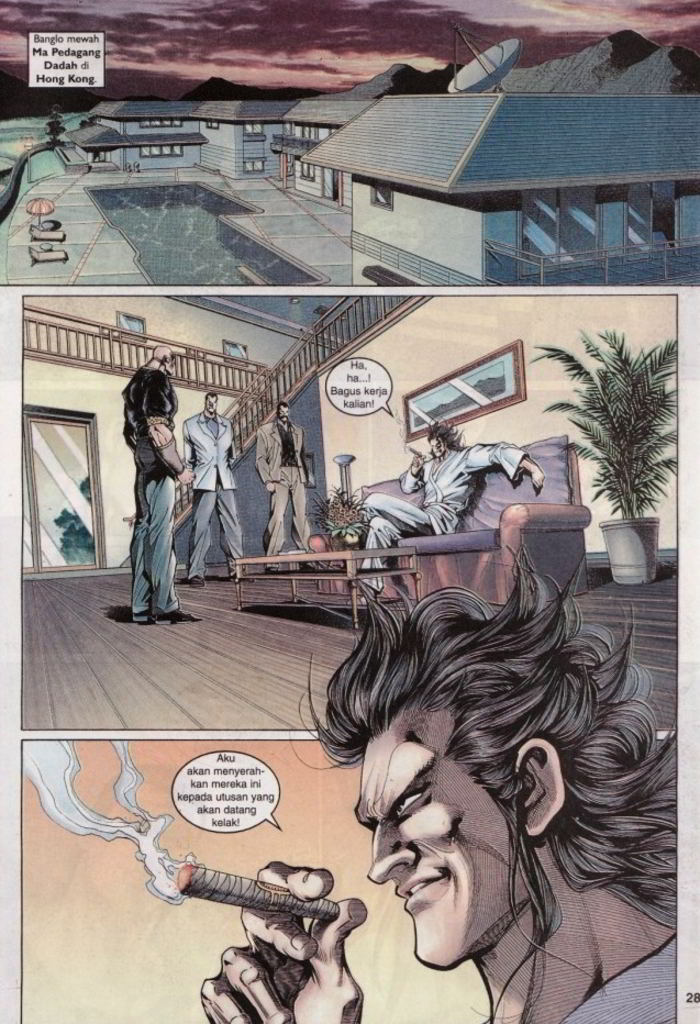 Banglo mewah
Ma Pedagang
Dadah di
Hong Kong.
Ha,
ha...!
Bagus kerja
kalian!
Aku
akan menyerah-
kan mereka ini
kepada utusan yang
akan datang
kelak!
28